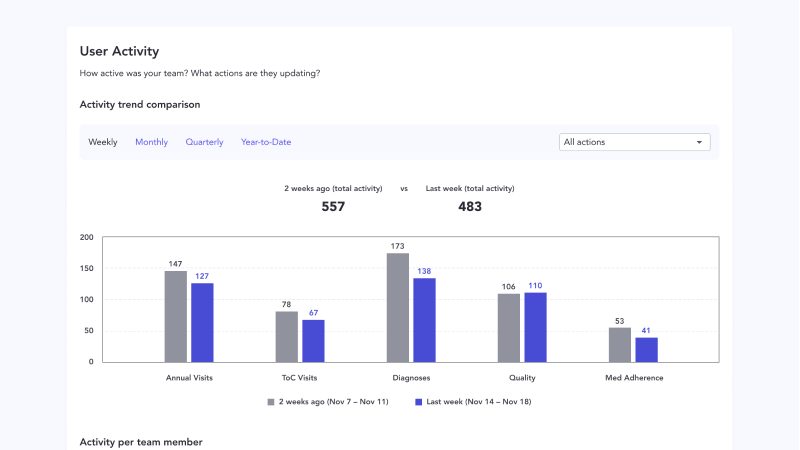 User Activity
How active was your team? What actions are they updating?
Activity trend comparison
Weekly Monthly Quarterly Year-to-Date All actions
2 weeks ago (total activity) vs Last week (total activity)
557 483
200
150
100
50
0
147
127
78
67
173
138
106
110
53
41
Annual Visits ToC Visits Diagnoses Quality Med Adherence
2 weeks ago (Nov 7 – Nov 11) Last week (Nov 14 – Nov 18)
Activity per team member